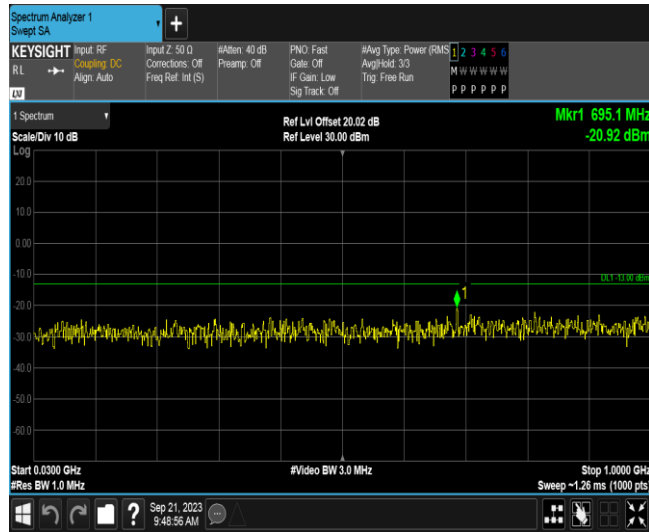 Spectrum Analyzer 1
Swept SA
+
KEYSIGHT
RL
LXI
Input: RF
Coupling: DC
Align: Auto
Input Z: 50 Ω
Corrections: Off
Freq Ref: Int (S)
#Atten: 40 dB
Preamp: Off
PNO: Fast
Gate: Off
IF Gain: Low
Sig Track: Off
#Avg Type: Power (RMS
Avg|Hold: 3/3
Trig: Free Run
1 2 3 4 5 6
M W W W W W
P P P P P P
1 Spectrum
Scale/Div 10 dB
Ref Lvl Offset 20.02 dB
Ref Level 30.00 dBm
Mkr1 695.1 MHz
-20.92 dBm
Log
20.0
10.0
0.00
-10.0
DL1 -13.00 dBm
1
-20.0
-30.0
-40.0
-50.0
-60.0
Start 0.0300 GHz
#Video BW 3.0 MHz
Stop 1.0000 GHz
#Res BW 1.0 MHz
Sweep ~1.26 ms (1000 pts)
?
Sep 21, 2023
9:48:56 AM